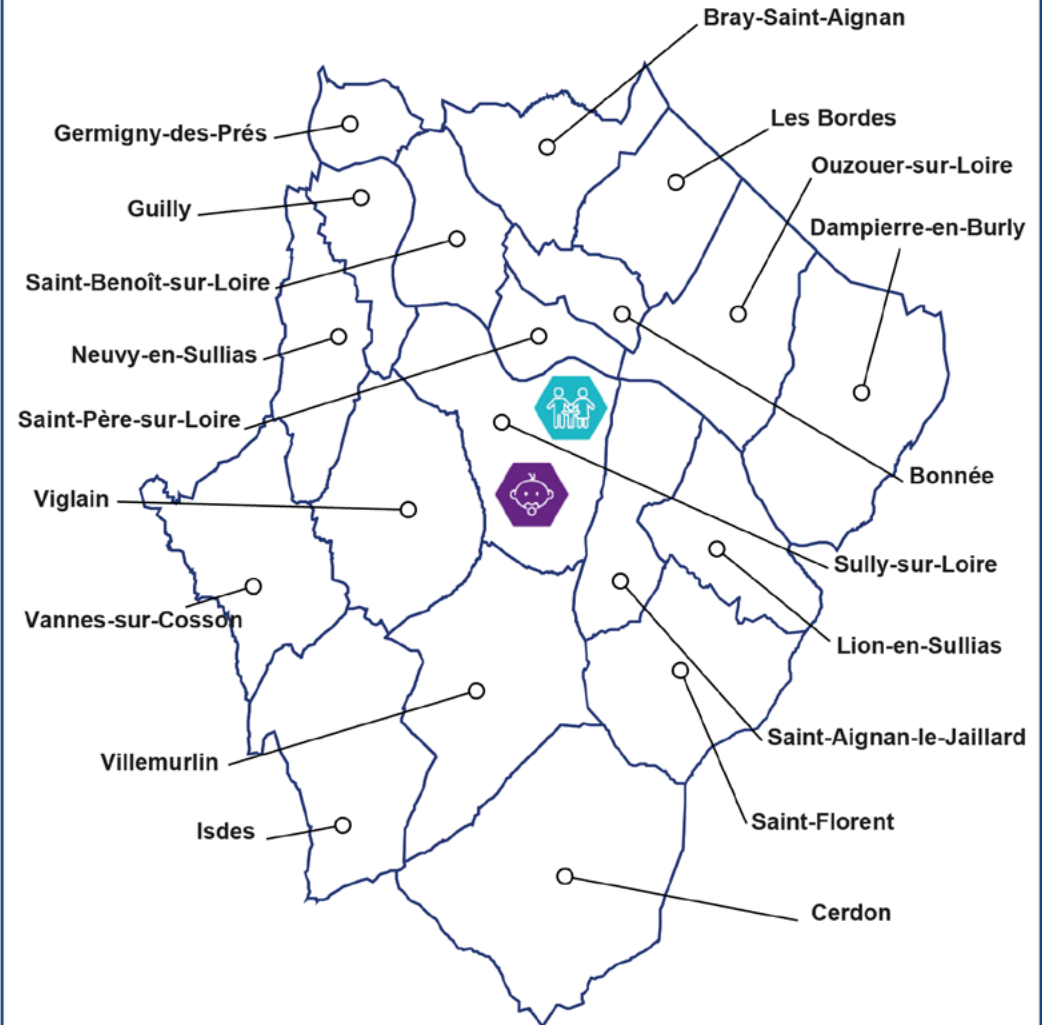 Bray-Saint-Aignan
Les Bordes
Germigny-des-Prés
Ouzouer-sur-Loire
Guilly
Dampierre-en-Burly
Saint-Benoît-sur-Loire
Neuvy-en-Sullias
Saint-Père-sur-Loire
Bonnée
Viglain
Sully-sur-Loire
Vannes-sur-Cosson
Lion-en-Sullias
Saint-Aignan-le-Jaillard
Villemurlin
Saint-Florent
Isdes
Cerdon